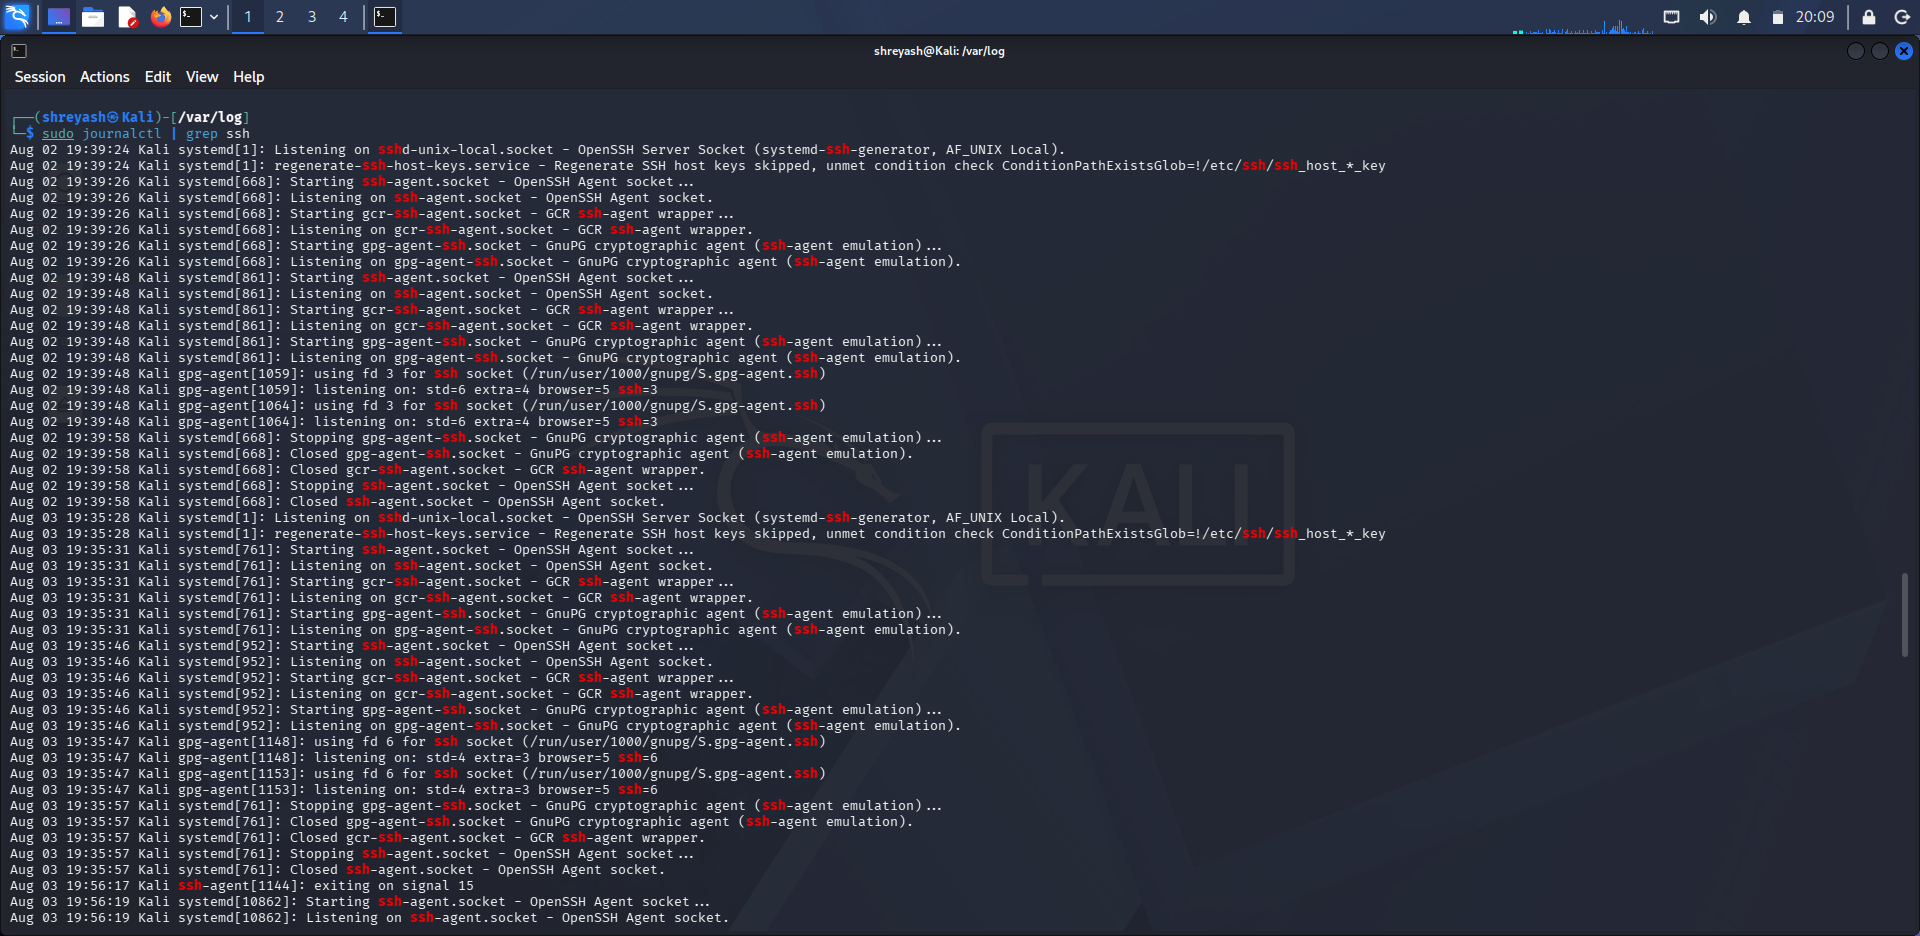 1 2 3 4 20:09
shreyash@Kali: /var/log
Session Actions Edit View Help
┌──(shreyash㉿Kali)-[/var/log]
└─$ sudo journalctl | grep ssh
Aug 02 19:39:24 Kali systemd[1]: Listening on sshd-unix-local.socket - OpenSSH Server Socket (systemd-ssh-generator, AF_UNIX Local).
Aug 02 19:39:24 Kali systemd[1]: regenerate-ssh-host-keys.service - Regenerate SSH host keys skipped, unmet condition check ConditionPathExistsGlob=!/etc/ssh/ssh_host_*_key
Aug 02 19:39:26 Kali systemd[668]: Starting ssh-agent.socket - OpenSSH Agent socket...
Aug 02 19:39:26 Kali systemd[668]: Listening on ssh-agent.socket - OpenSSH Agent socket.
Aug 02 19:39:26 Kali systemd[668]: Starting gcr-ssh-agent.socket - GCR ssh-agent wrapper...
Aug 02 19:39:26 Kali systemd[668]: Listening on gcr-ssh-agent.socket - GCR ssh-agent wrapper.
Aug 02 19:39:26 Kali systemd[668]: Starting gpg-agent-ssh.socket - GnuPG cryptographic agent (ssh-agent emulation)...
Aug 02 19:39:26 Kali systemd[668]: Listening on gpg-agent-ssh.socket - GnuPG cryptographic agent (ssh-agent emulation).
Aug 02 19:39:48 Kali systemd[861]: Starting ssh-agent.socket - OpenSSH Agent socket...
Aug 02 19:39:48 Kali systemd[861]: Listening on ssh-agent.socket - OpenSSH Agent socket.
Aug 02 19:39:48 Kali systemd[861]: Starting gcr-ssh-agent.socket - GCR ssh-agent wrapper...
Aug 02 19:39:48 Kali systemd[861]: Listening on gcr-ssh-agent.socket - GCR ssh-agent wrapper.
Aug 02 19:39:48 Kali systemd[861]: Starting gpg-agent-ssh.socket - GnuPG cryptographic agent (ssh-agent emulation)...
Aug 02 19:39:48 Kali systemd[861]: Listening on gpg-agent-ssh.socket - GnuPG cryptographic agent (ssh-agent emulation).
Aug 02 19:39:48 Kali gpg-agent[1059]: using fd 3 for ssh socket (/run/user/1000/gnupg/S.gpg-agent.ssh)
Aug 02 19:39:48 Kali gpg-agent[1059]: listening on: std=6 extra=4 browser=5 ssh=3
Aug 02 19:39:48 Kali gpg-agent[1064]: using fd 3 for ssh socket (/run/user/1000/gnupg/S.gpg-agent.ssh)
Aug 02 19:39:48 Kali gpg-agent[1064]: listening on: std=6 extra=4 browser=5 ssh=3
Aug 02 19:39:58 Kali systemd[668]: Stopping gpg-agent-ssh.socket - GnuPG cryptographic agent (ssh-agent emulation)...
Aug 02 19:39:58 Kali systemd[668]: Closed gpg-agent-ssh.socket - GnuPG cryptographic agent (ssh-agent emulation).
Aug 02 19:39:58 Kali systemd[668]: Closed gcr-ssh-agent.socket - GCR ssh-agent wrapper.
Aug 02 19:39:58 Kali systemd[668]: Stopping ssh-agent.socket - OpenSSH Agent socket...
Aug 02 19:39:58 Kali systemd[668]: Closed ssh-agent.socket - OpenSSH Agent socket.
Aug 03 19:35:28 Kali systemd[1]: Listening on sshd-unix-local.socket - OpenSSH Server Socket (systemd-ssh-generator, AF_UNIX Local).
Aug 03 19:35:28 Kali systemd[1]: regenerate-ssh-host-keys.service - Regenerate SSH host keys skipped, unmet condition check ConditionPathExistsGlob=!/etc/ssh/ssh_host_*_key
Aug 03 19:35:31 Kali systemd[761]: Starting ssh-agent.socket - OpenSSH Agent socket...
Aug 03 19:35:31 Kali systemd[761]: Listening on ssh-agent.socket - OpenSSH Agent socket.
Aug 03 19:35:31 Kali systemd[761]: Starting gcr-ssh-agent.socket - GCR ssh-agent wrapper...
Aug 03 19:35:31 Kali systemd[761]: Listening on gcr-ssh-agent.socket - GCR ssh-agent wrapper.
Aug 03 19:35:31 Kali systemd[761]: Starting gpg-agent-ssh.socket - GnuPG cryptographic agent (ssh-agent emulation)...
Aug 03 19:35:31 Kali systemd[761]: Listening on gpg-agent-ssh.socket - GnuPG cryptographic agent (ssh-agent emulation).
Aug 03 19:35:46 Kali systemd[952]: Starting ssh-agent.socket - OpenSSH Agent socket...
Aug 03 19:35:46 Kali systemd[952]: Listening on ssh-agent.socket - OpenSSH Agent socket.
Aug 03 19:35:46 Kali systemd[952]: Starting gcr-ssh-agent.socket - GCR ssh-agent wrapper...
Aug 03 19:35:46 Kali systemd[952]: Listening on gcr-ssh-agent.socket - GCR ssh-agent wrapper.
Aug 03 19:35:46 Kali systemd[952]: Starting gpg-agent-ssh.socket - GnuPG cryptographic agent (ssh-agent emulation)...
Aug 03 19:35:46 Kali systemd[952]: Listening on gpg-agent-ssh.socket - GnuPG cryptographic agent (ssh-agent emulation).
Aug 03 19:35:47 Kali gpg-agent[1148]: using fd 6 for ssh socket (/run/user/1000/gnupg/S.gpg-agent.ssh)
Aug 03 19:35:47 Kali gpg-agent[1148]: listening on: std=4 extra=3 browser=5 ssh=6
Aug 03 19:35:47 Kali gpg-agent[1153]: using fd 6 for ssh socket (/run/user/1000/gnupg/S.gpg-agent.ssh)
Aug 03 19:35:47 Kali gpg-agent[1153]: listening on: std=4 extra=3 browser=5 ssh=6
Aug 03 19:35:57 Kali systemd[761]: Stopping gpg-agent-ssh.socket - GnuPG cryptographic agent (ssh-agent emulation)...
Aug 03 19:35:57 Kali systemd[761]: Closed gpg-agent-ssh.socket - GnuPG cryptographic agent (ssh-agent emulation).
Aug 03 19:35:57 Kali systemd[761]: Closed gcr-ssh-agent.socket - GCR ssh-agent wrapper.
Aug 03 19:35:57 Kali systemd[761]: Stopping ssh-agent.socket - OpenSSH Agent socket...
Aug 03 19:35:57 Kali systemd[761]: Closed ssh-agent.socket - OpenSSH Agent socket.
Aug 03 19:56:17 Kali ssh-agent[1144]: exiting on signal 15
Aug 03 19:56:19 Kali systemd[10862]: Starting ssh-agent.socket - OpenSSH Agent socket...
Aug 03 19:56:19 Kali systemd[10862]: Listening on ssh-agent.socket - OpenSSH Agent socket.
KALI